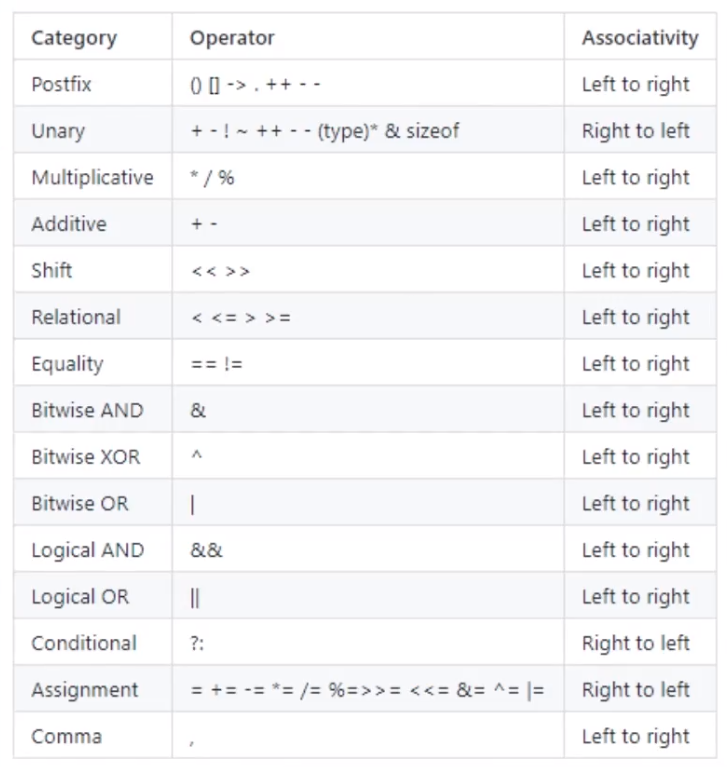 Category Operator Associativity
Postfix () [] -> . ++ - - Left to right
Unary + - ! ~ ++ - - (type)* & sizeof Right to left
Multiplicative * / % Left to right
Additive + - Left to right
Shift << >> Left to right
Relational < <= > >= Left to right
Equality == != Left to right
Bitwise AND & Left to right
Bitwise XOR ^ Left to right
Bitwise OR | Left to right
Logical AND && Left to right
Logical OR || Left to right
Conditional ?: Right to left
Assignment = += -= *= /= %=>>= <<= &= ^= |= Right to left
Comma , Left to right